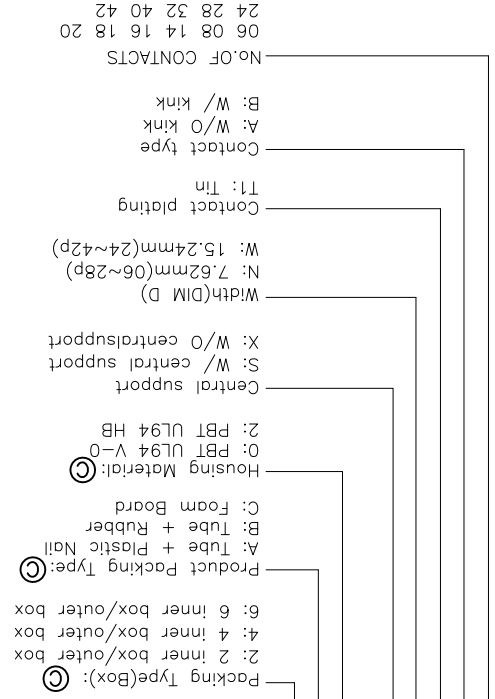 Packing Type(Box): ©
2: 2 inner box/outer box
4: 4 inner box/outer box
6: 6 inner box/outer box
Product Packing Type: ©
A: Tube + Plastic Nail
B: Tube + Rubber
C: Foam Board
Housing Material: ©
0: PBT UL94 V-0
2: PBT UL94 HB
Central support
S: W/ central support
X: W/O centralsupport
Width(DIM D)
N: 7.62mm(06~28p)
W: 15.24mm(24~42p)
Contact plating
T1: Tin
Contact type
A: W/O kink
B: W/ kink
No.OF CONTACTS
06 08 14 16 18 20
24 28 32 40 42